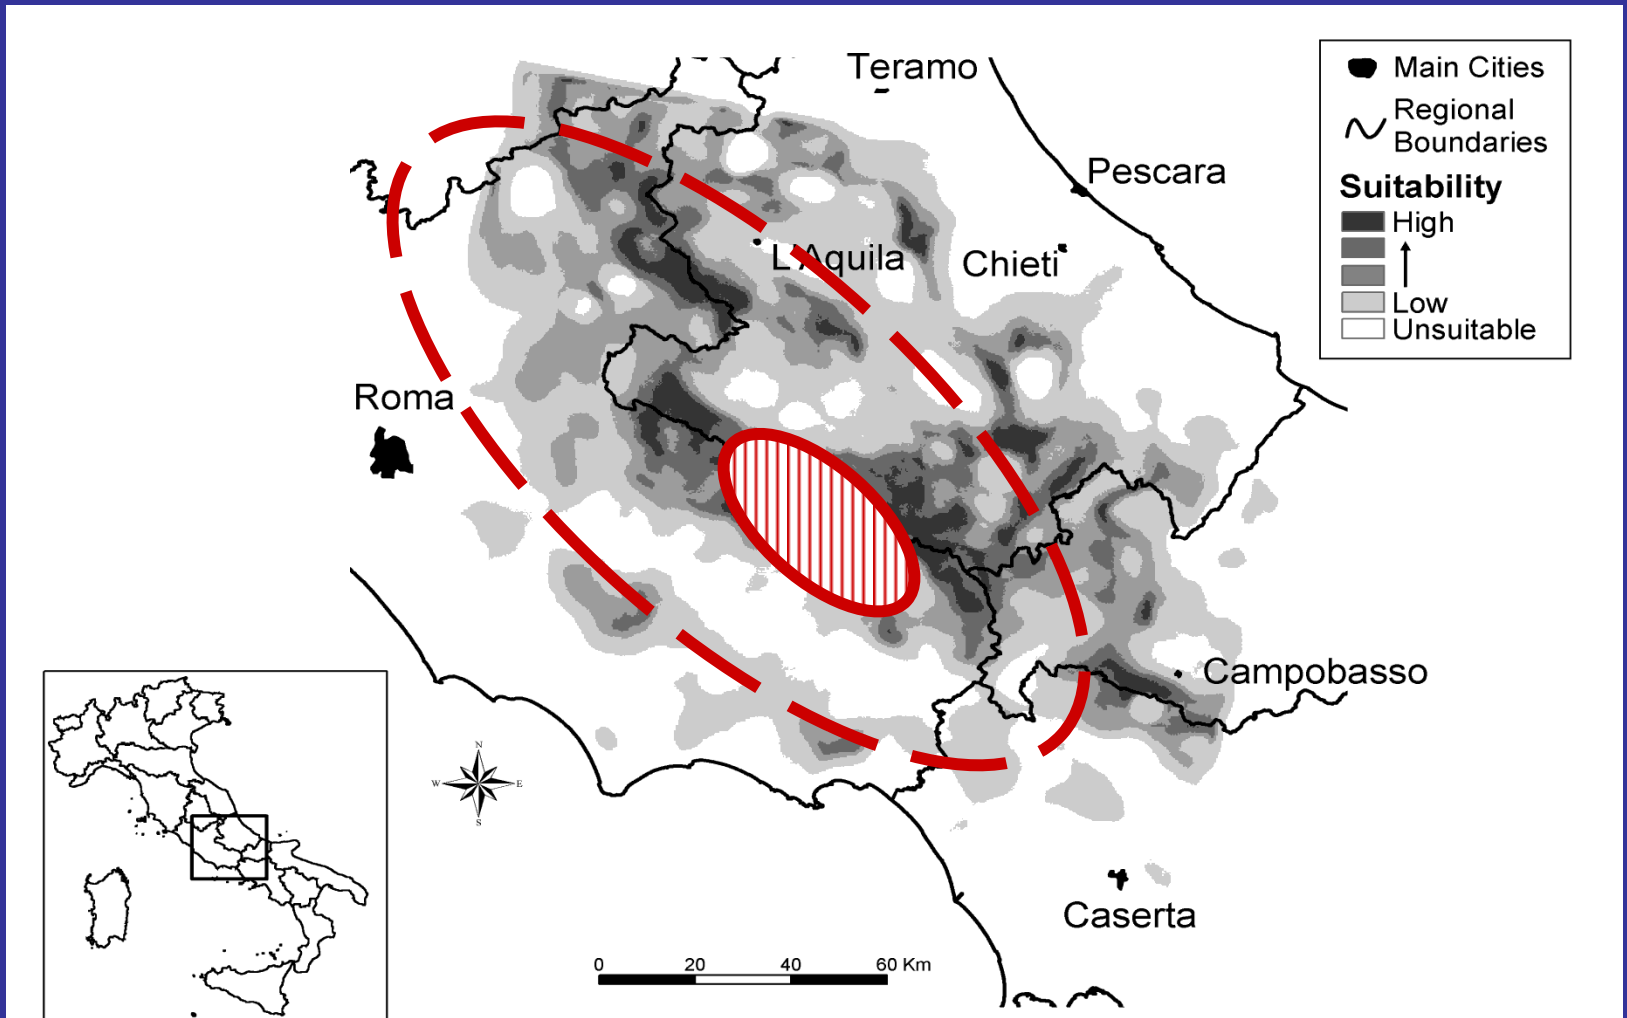 Teramo
Main Cities
Regional
Boundaries
Pescara
Suitability
High
L'Aquila
Chieti
Low
Unsuitable
Roma
Campobasso
N
W
E
S
Caserta
0 20 40 60 Km